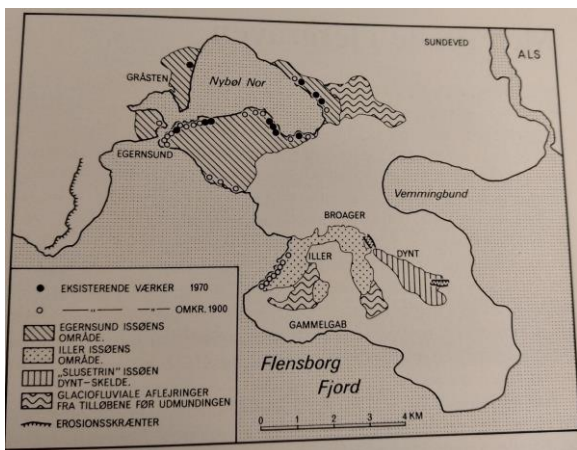 SUNDEVED
ALS
GRÅSTEN
Nybøl Nor
EGERNSUND
Vemmingbund
BROAGER
ILLER
DYNT
GAMMELGAB
Flensborg
Fjord
0 1 2 3 4 KM
● EKSISTERENDE VÆRKER 1970
○ —„— —„— OMKR. 1900
EGERNSUND ISSØENS
OMRÅDE.
ILLER ISSØENS
OMRÅDE.
„SLUSETRIN" ISSØEN
DYNT–SKELDE.
GLACIOFLUVIALE AFLEJRINGER
FRA TILLØBENE FØR UDMUNDINGEN
EROSIONSSKRÆNTER